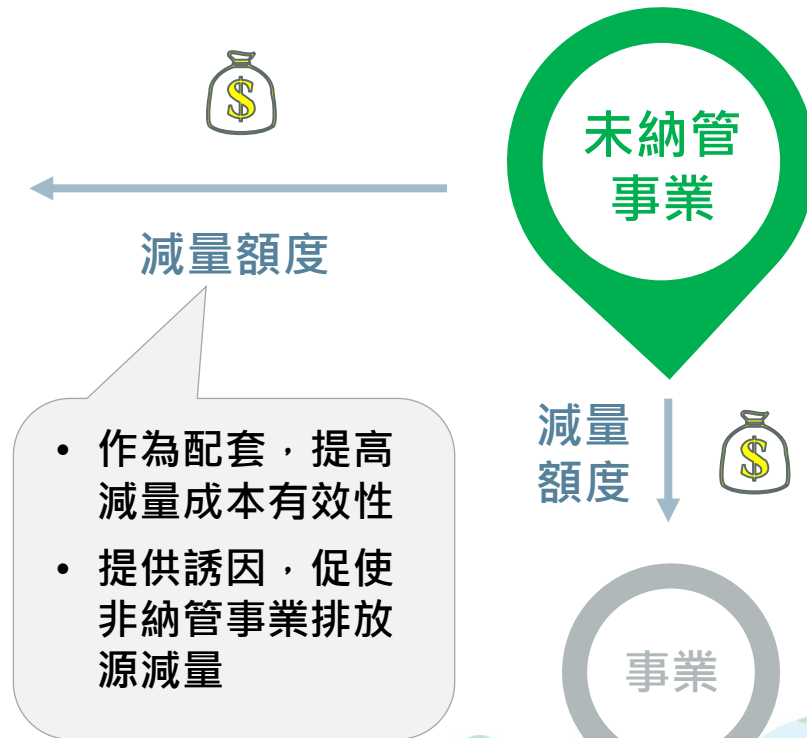 $
未納管
事業
減量額度
• 作為配套，提高
減量成本有效性
• 提供誘因，促使
非納管事業排放
源減量
減量
額度
$
事業